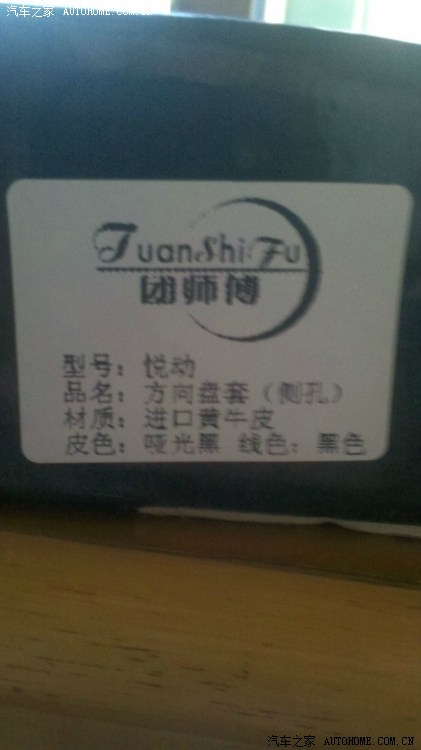 汽车之家 AUTOHOME.COM.CN
TuanShiFu
团师傅
型号：悦动
品名：方向盘套（侧孔）
材质：进口黄牛皮
皮色：哑光黑 线色：黑色
汽车之家 AUTOHOME.COM.CN